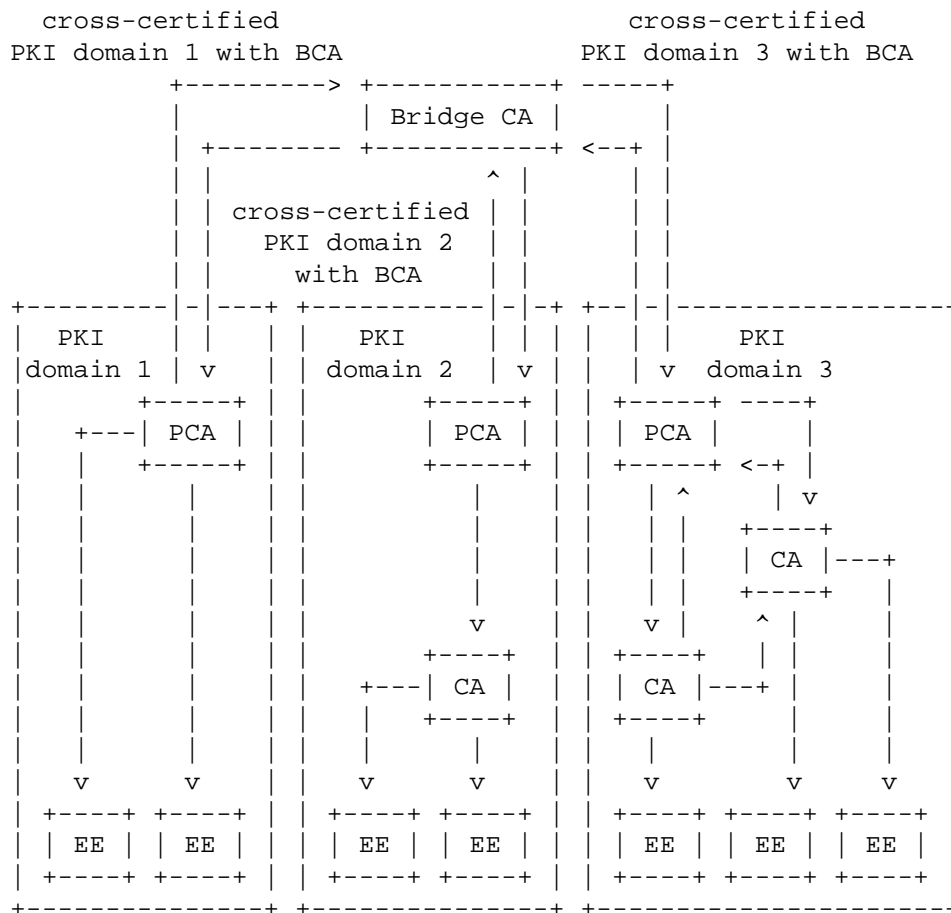 cross-certified cross-certified
PKI domain 1 with BCA PKI domain 3 with BCA
Bridge CA
cross-certified
PKI domain 2
with BCA
PKI PKI PKI
domain 1 domain 2 domain 3
PCA PCA PCA
CA
CA CA
EE EE EE EE EE EE EE